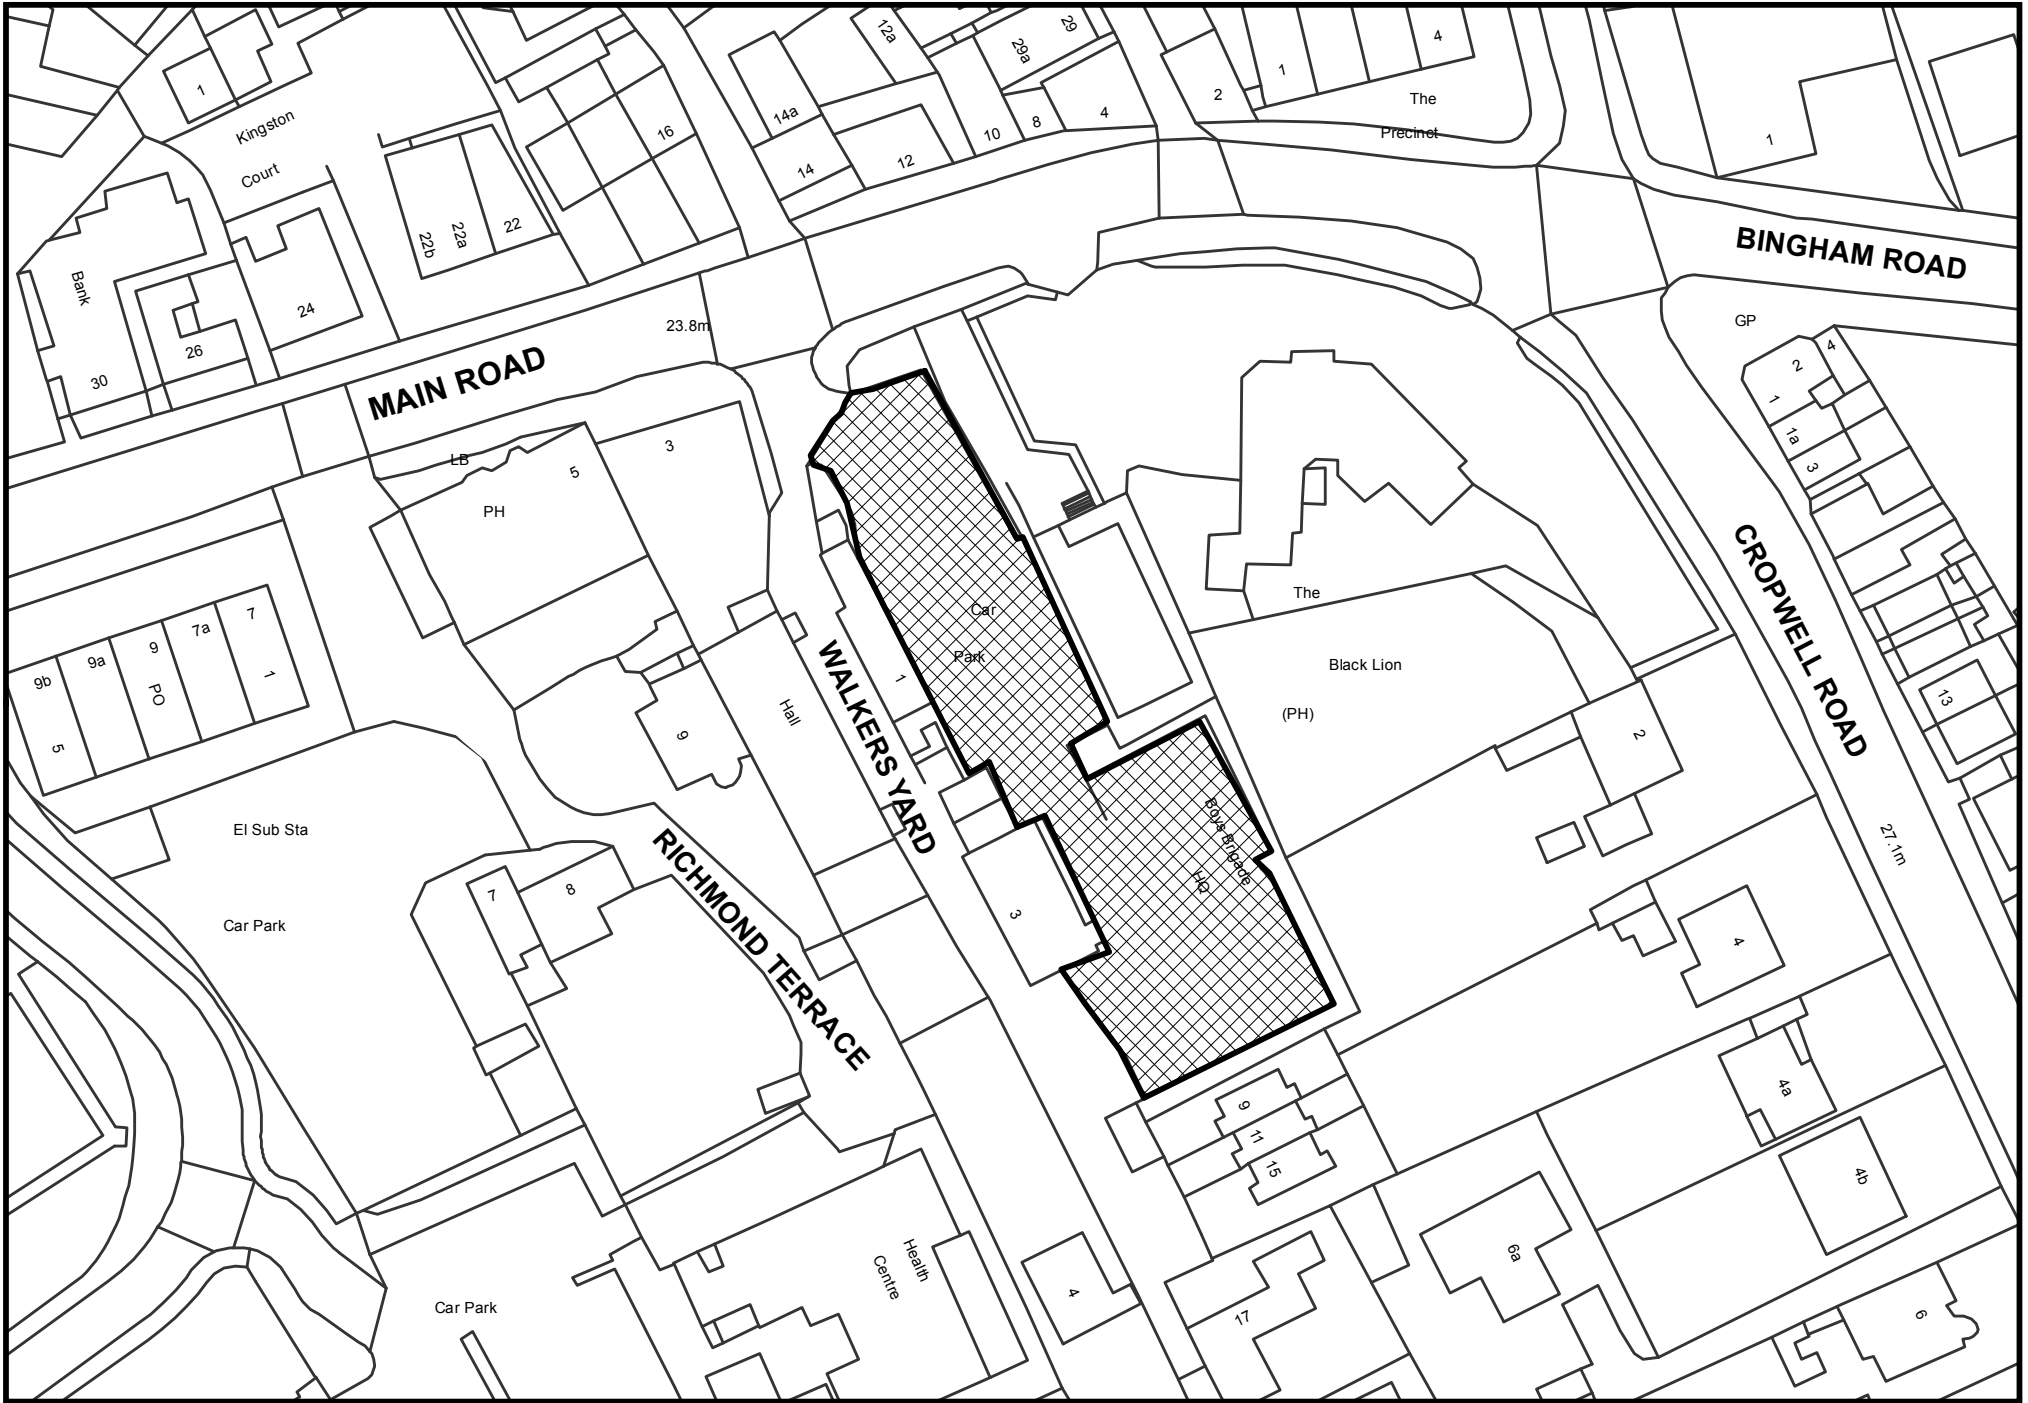 1
Kingston
Court
16
22b
22a
22
24
Bank
26
30
12a
14a
14
12
29a
29
10
8
4
2
1
4
The
Precinct
1
BINGHAM ROAD
GP
MAIN ROAD
23.8m
LB
PH
5
3
2
4
1
1a
3
CROPWELL ROAD
13
27.1m
9b
9a
9
PO
7a
7
1
5
Car
Park
WALKERS YARD
1
Hall
9
The
Black Lion
(PH)
2
Boys Brigade
HQ
El Sub Sta
Car Park
7
8
RICHMOND TERRACE
3
4
4a
4b
9
11
15
6a
6
17
4
Health
Centre
Car Park